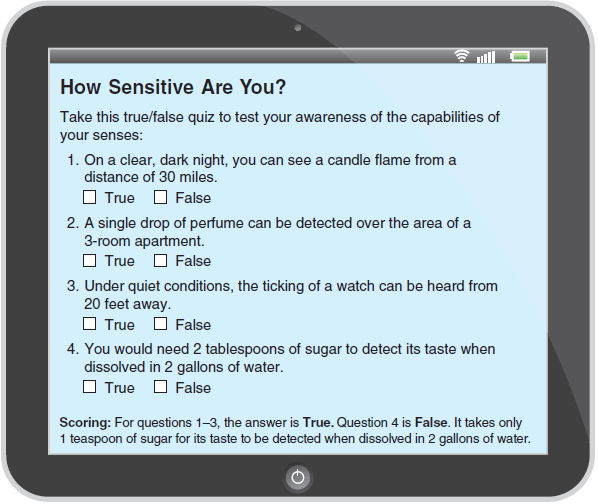 How Sensitive Are You?
Take this true/false quiz to test your awareness of the capabilities of
your senses:
1. On a clear, dark night, you can see a candle flame from a
distance of 30 miles.
True False
2. A single drop of perfume can be detected over the area of a
3-room apartment.
True False
3. Under quiet conditions, the ticking of a watch can be heard from
20 feet away.
True False
4. You would need 2 tablespoons of sugar to detect its taste when
dissolved in 2 gallons of water.
True False
Scoring: For questions 1–3, the answer is True. Question 4 is False. It takes only
1 teaspoon of sugar for its taste to be detected when dissolved in 2 gallons of water.